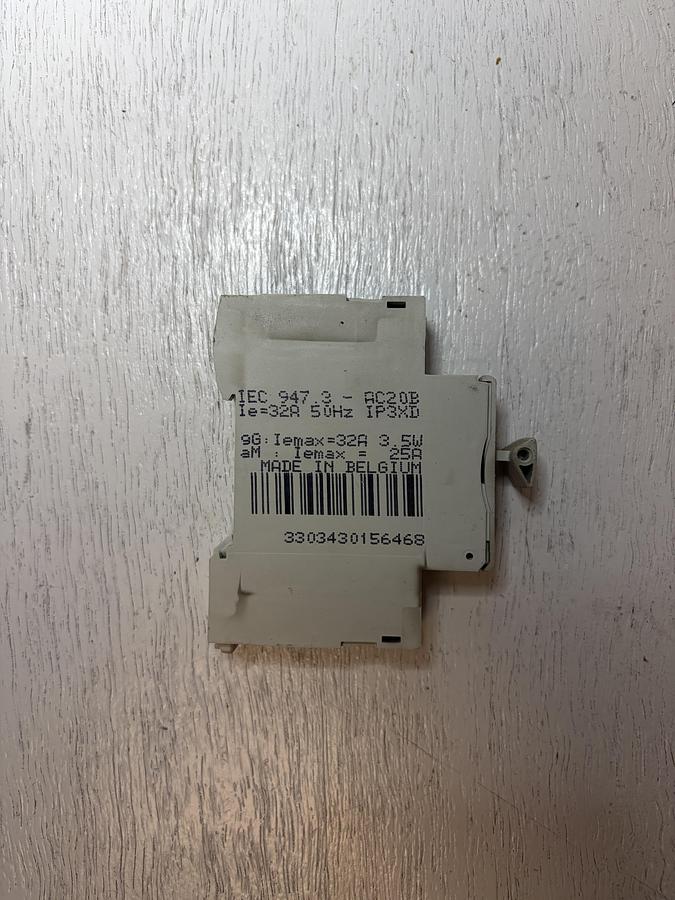 IEC 947.3 - AC20B
Ie=32A 50Hz IP3XD
gG:Iemax=32A 3.5W
aM : Iemax = 25A
MADE IN BELGIUM
3303430156468